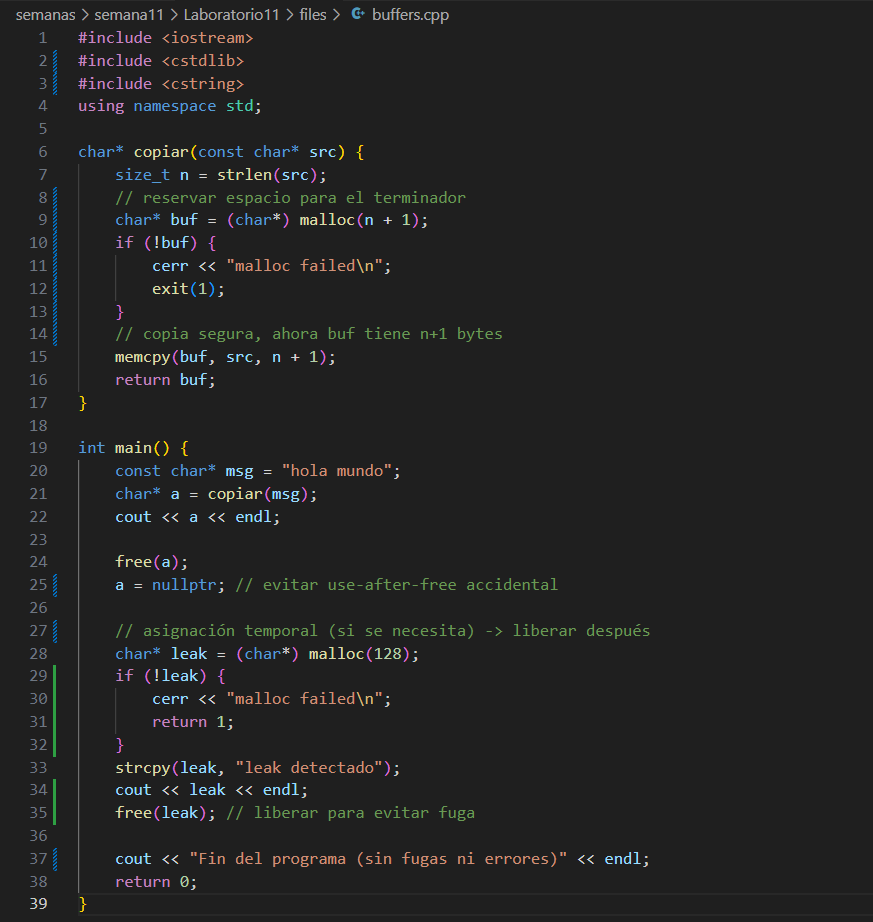 semanas > semana11 > Laboratorio11 > files > buffers.cpp
1 #include <iostream>
2 #include <cstdlib>
3 #include <cstring>
4 using namespace std;
5
6 char* copiar(const char* src) {
7     size_t n = strlen(src);
8     // reservar espacio para el terminador
9     char* buf = (char*) malloc(n + 1);
10     if (!buf) {
11         cerr << "malloc failed\n";
12         exit(1);
13     }
14     // copia segura, ahora buf tiene n+1 bytes
15     memcpy(buf, src, n + 1);
16     return buf;
17 }
18
19 int main() {
20     const char* msg = "hola mundo";
21     char* a = copiar(msg);
22     cout << a << endl;
23
24     free(a);
25     a = nullptr; // evitar use-after-free accidental
26
27     // asignación temporal (si se necesita) -> liberar después
28     char* leak = (char*) malloc(128);
29     if (!leak) {
30         cerr << "malloc failed\n";
31         return 1;
32     }
33     strcpy(leak, "leak detectado");
34     cout << leak << endl;
35     free(leak); // liberar para evitar fuga
36
37     cout << "Fin del programa (sin fugas ni errores)" << endl;
38     return 0;
39 }